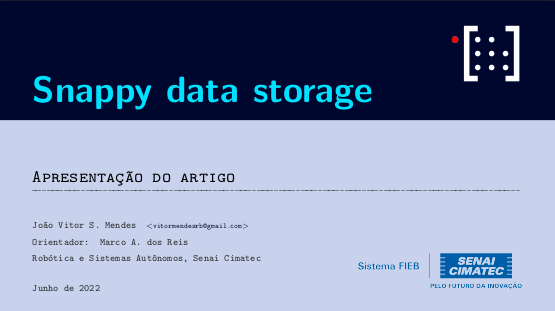 Snappy data storage
Apresentação do artigo
João Vitor S. Mendes <vitormendesrb@gmail.com>
Orientador: Marco A. dos Reis
Robótica e Sistemas Autônomos, Senai Cimatec
Sistema FIEB
SENAI
CIMATEC
PELO FUTURO DA INOVAÇÃO
Junho de 2022